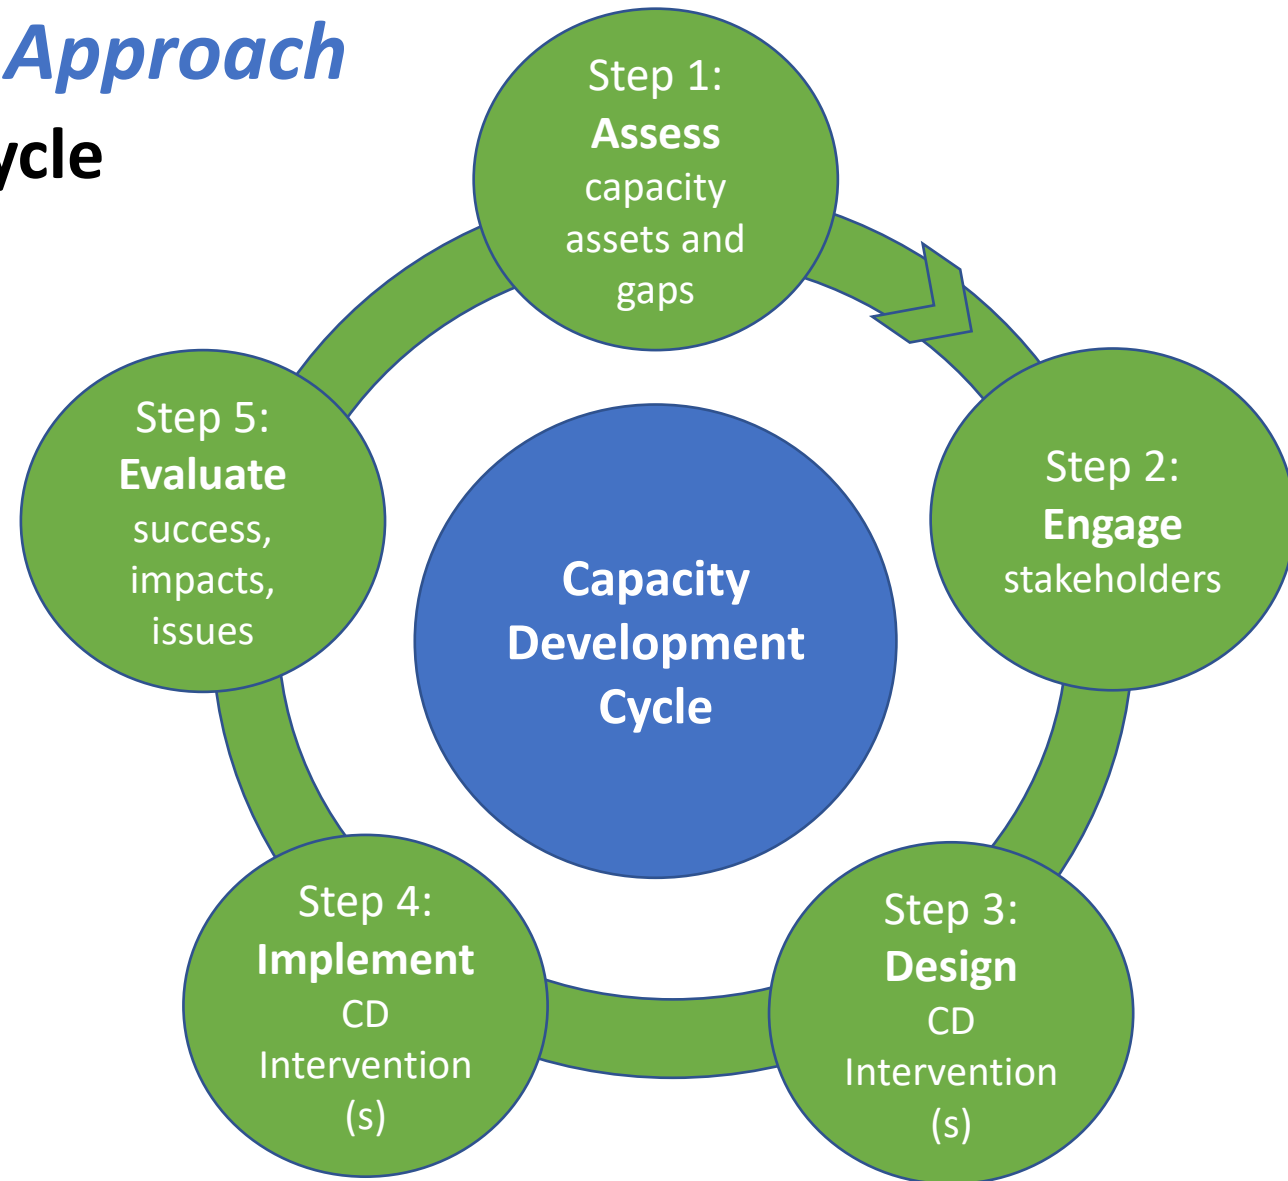 Approach
ycle
Step 1:
Assess
capacity
assets and
gaps
Step 2:
Engage
stakeholders
Step 3:
Design
CD
Intervention
(s)
Step 4:
Implement
CD
Intervention
(s)
Step 5:
Evaluate
success,
impacts,
issues
Capacity
Development
Cycle